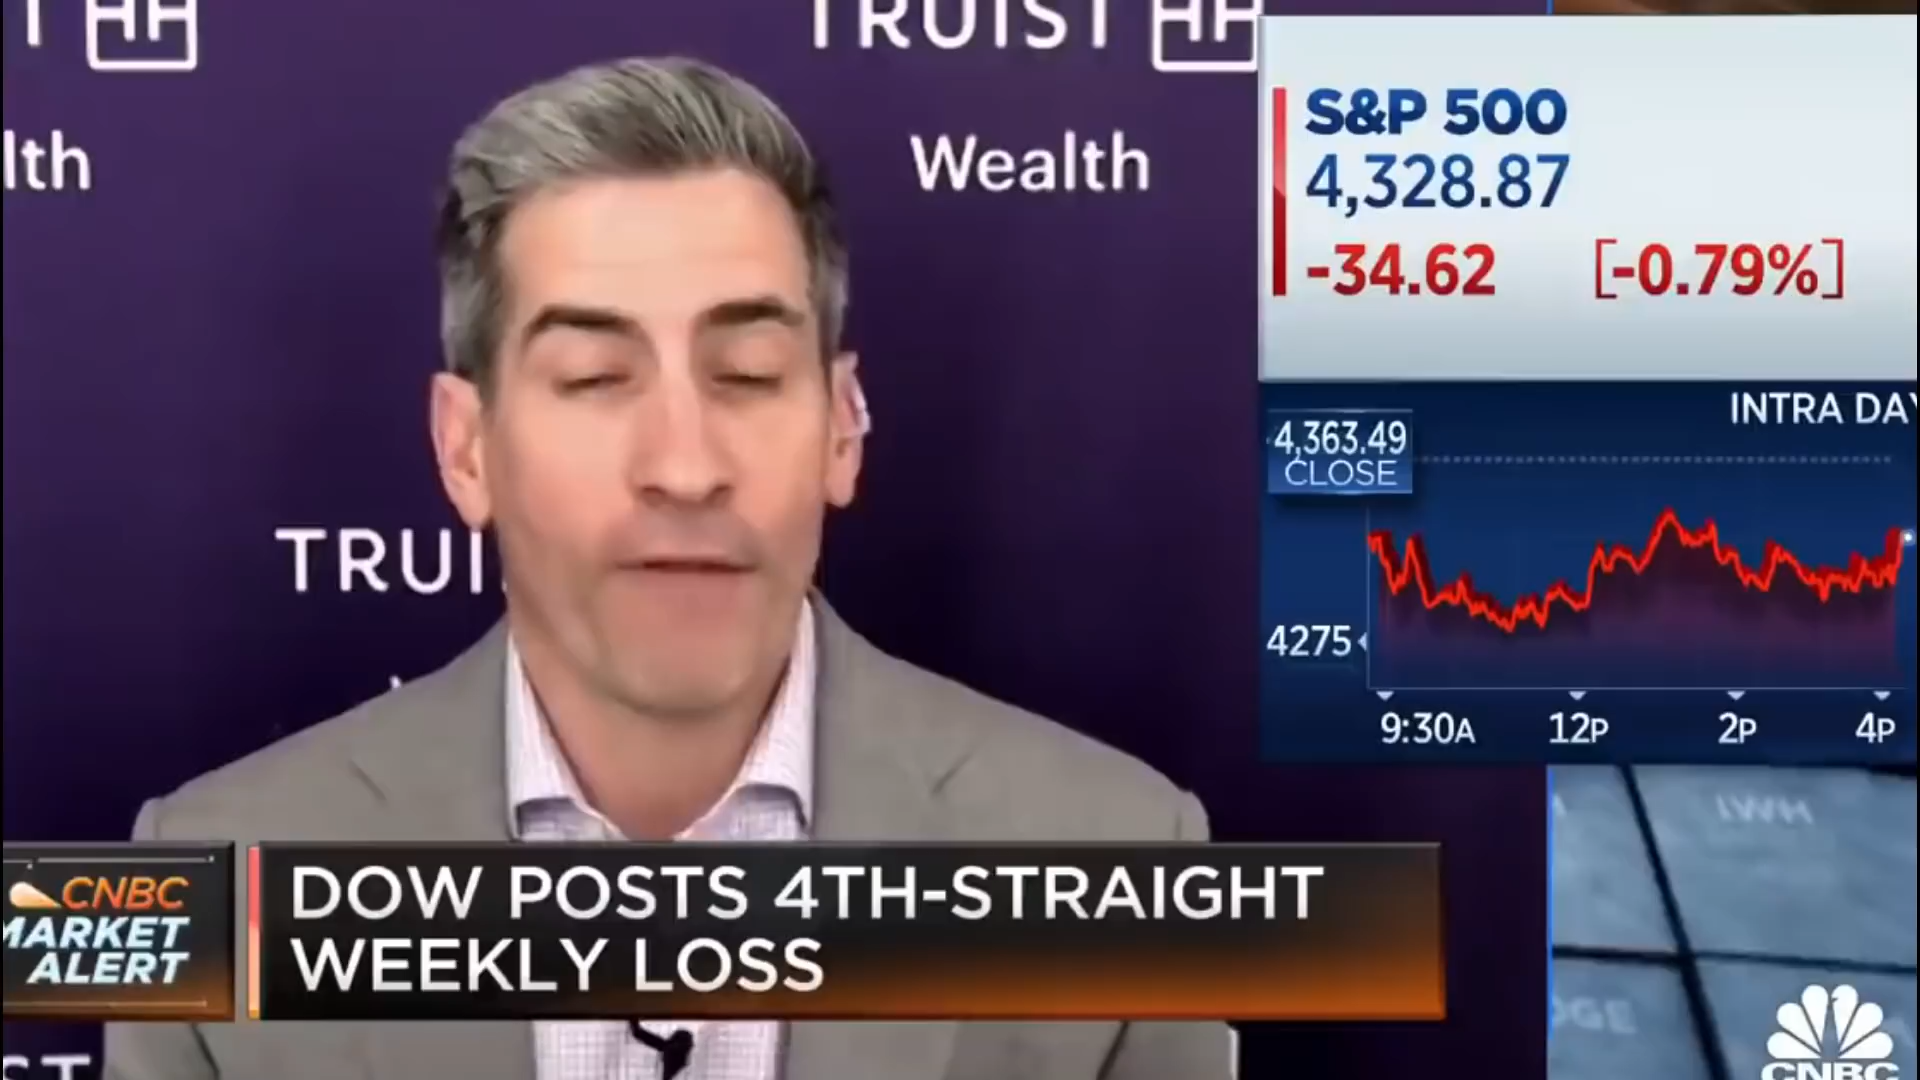 TRUIST
Wealth
lth
TRUI
S&P 500
4,328.87
-34.62 [-0.79%]
INTRA DAY
4,363.49
CLOSE
4275
9:30A 12P 2P 4P
CNBC
MARKET
ALERT
DOW POSTS 4TH-STRAIGHT
WEEKLY LOSS
CNBC